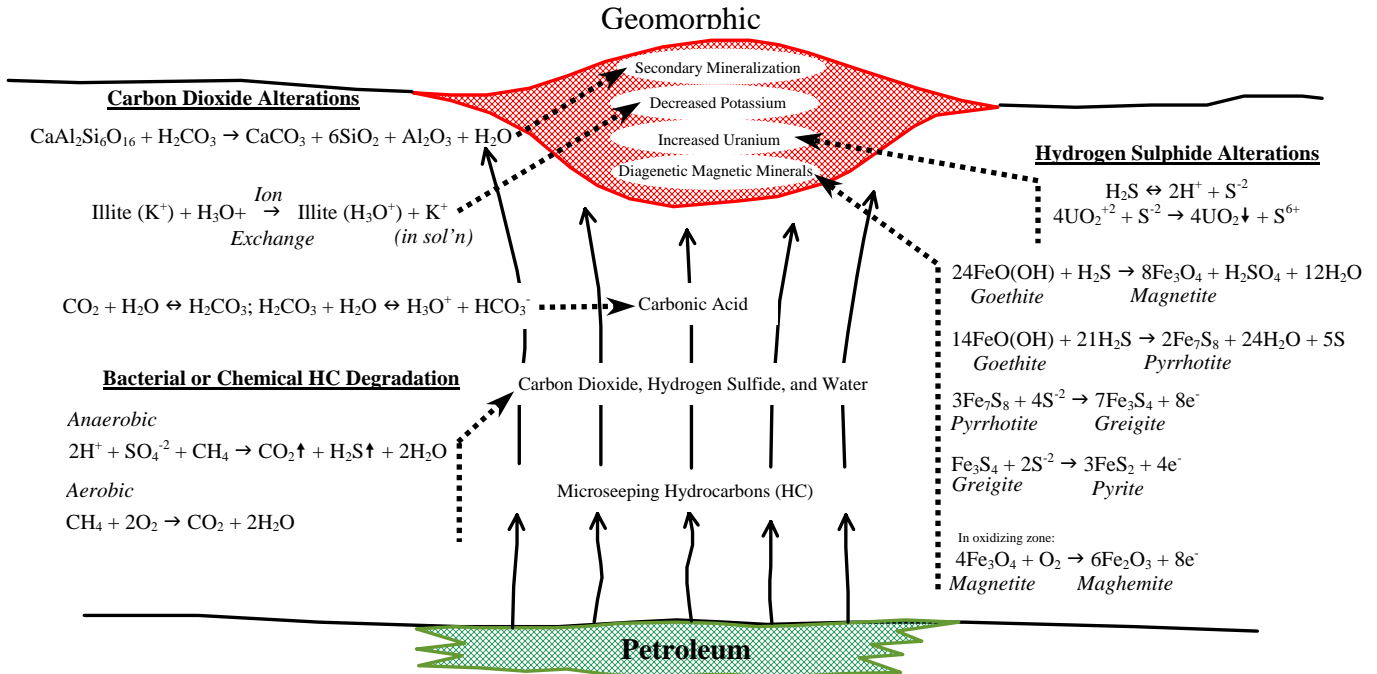 Geomorphic
Secondary Mineralization
Decreased Potassium
Increased Uranium
Diagenetic Magnetic Minerals
Carbon Dioxide Alterations
CaAl₂Si₆O₁₆ + H₂CO₃ → CaCO₃ + 6SiO₂ + Al₂O₃ + H₂O
Ion
Illite (K⁺) + H₃O+ → Illite (H₃O⁺) + K⁺
Exchange (in sol'n)
CO₂ + H₂O ⇔ H₂CO₃; H₂CO₃ + H₂O ⇔ H₃O⁺ + HCO₃⁻
Carbonic Acid
Bacterial or Chemical HC Degradation
Carbon Dioxide, Hydrogen Sulfide, and Water
Anaerobic
2H⁺ + SO₄⁻² + CH₄ → CO₂↑ + H₂S↑ + 2H₂O
Aerobic
CH₄ + 2O₂ → CO₂ + 2H₂O
Microseeping Hydrocarbons (HC)
Hydrogen Sulphide Alterations
H₂S ⇔ 2H⁺ + S⁻²
4UO₂⁺² + S⁻² → 4UO₂↓ + S⁶⁺
24FeO(OH) + H₂S → 8Fe₃O₄ + H₂SO₄ + 12H₂O
Goethite Magnetite
14FeO(OH) + 21H₂S → 2Fe₇S₈ + 24H₂O + 5S
Goethite Pyrrhotite
3Fe₇S₈ + 4S⁻² → 7Fe₃S₄ + 8e⁻
Pyrrhotite Greigite
Fe₃S₄ + 2S⁻² → 3FeS₂ + 4e⁻
Greigite Pyrite
In oxidizing zone:
4Fe₃O₄ + O₂ → 6Fe₂O₃ + 8e⁻
Magnetite Maghemite
Petroleum